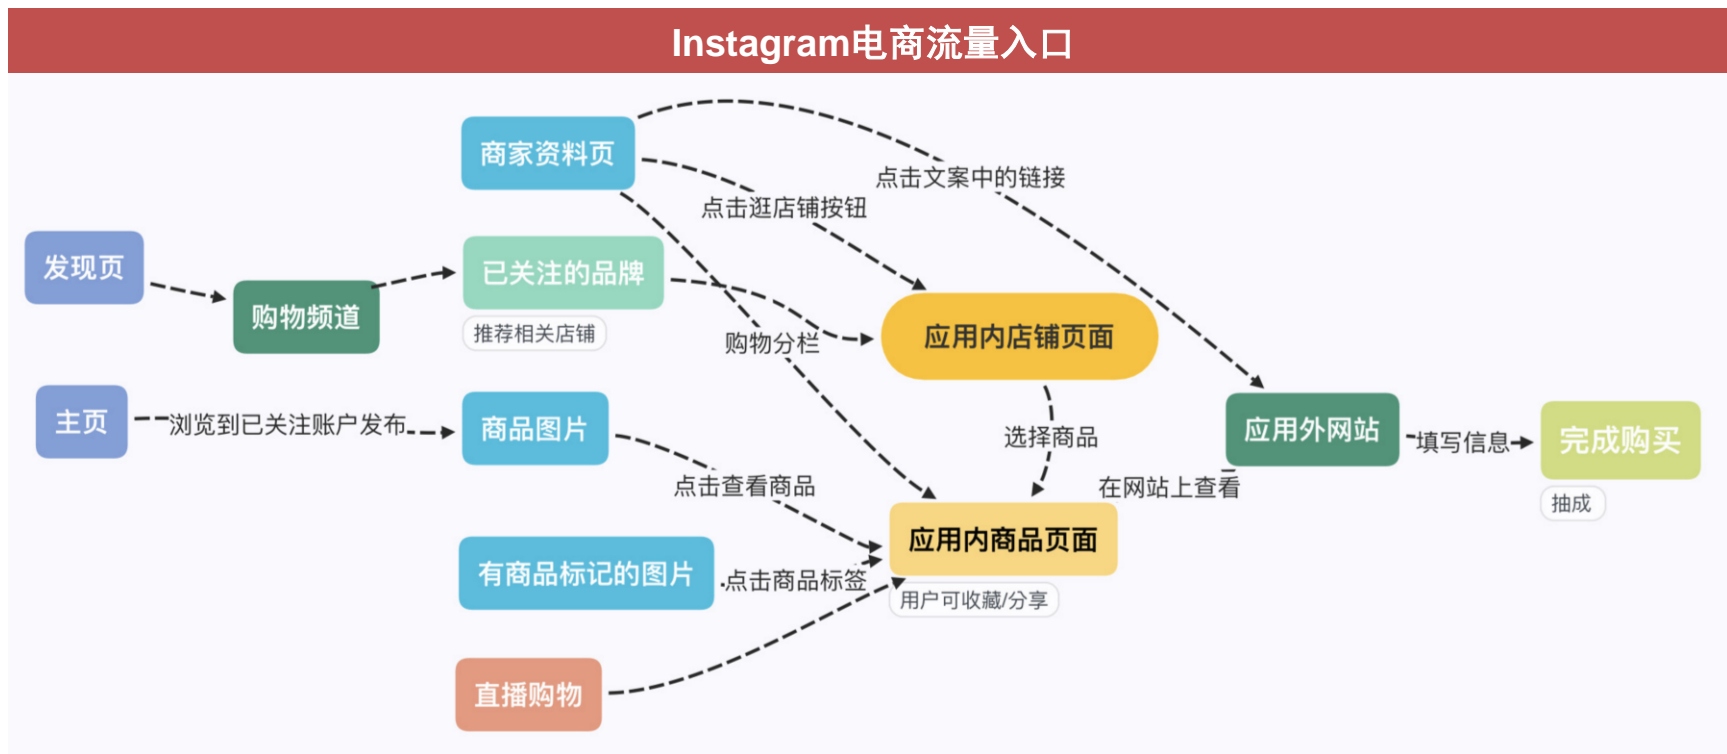 Instagram电商流量入口
商家资料页
点击文案中的链接
点击逛店铺按钮
发现页
购物频道
已关注的品牌
推荐相关店铺
购物分栏
应用内店铺页面
主页
浏览到已关注账户发布
商品图片
选择商品
应用外网站
填写信息
完成购买
抽成
点击查看商品
在网站上查看
应用内商品页面
用户可收藏/分享
有商品标记的图片
点击商品标签
直播购物